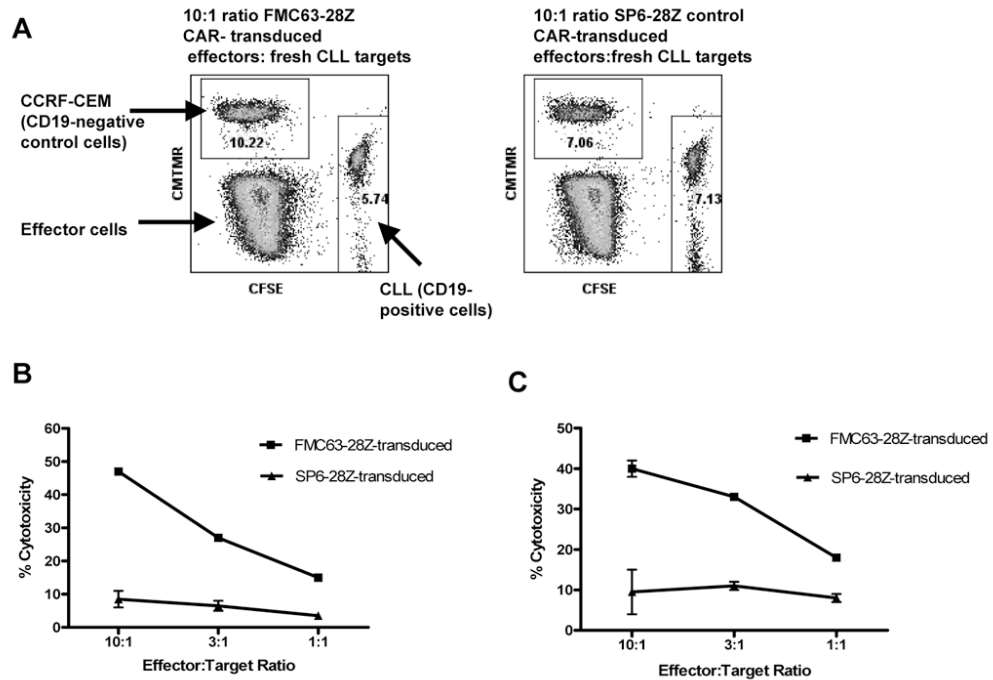 A
10:1 ratio FMC63-28Z
CAR- transduced
effectors: fresh CLL targets
10:1 ratio SP6-28Z control
CAR-transduced
effectors:fresh CLL targets
CCRF-CEM
(CD19-negative
control cells)
Effector cells
CMTMR
10.22
5.74
CFSE
CLL (CD19-
positive cells)
CMTMR
7.06
7.13
CFSE
B
% Cytotoxicity
60
50
40
30
20
10
0
10:1
3:1
1:1
Effector:Target Ratio
FMC63-28Z-transduced
SP6-28Z-transduced
C
% Cytotoxicity
50
40
30
20
10
0
10:1
3:1
1:1
Effector:Target Ratio
FMC63-28Z-transduced
SP6-28Z-transduced